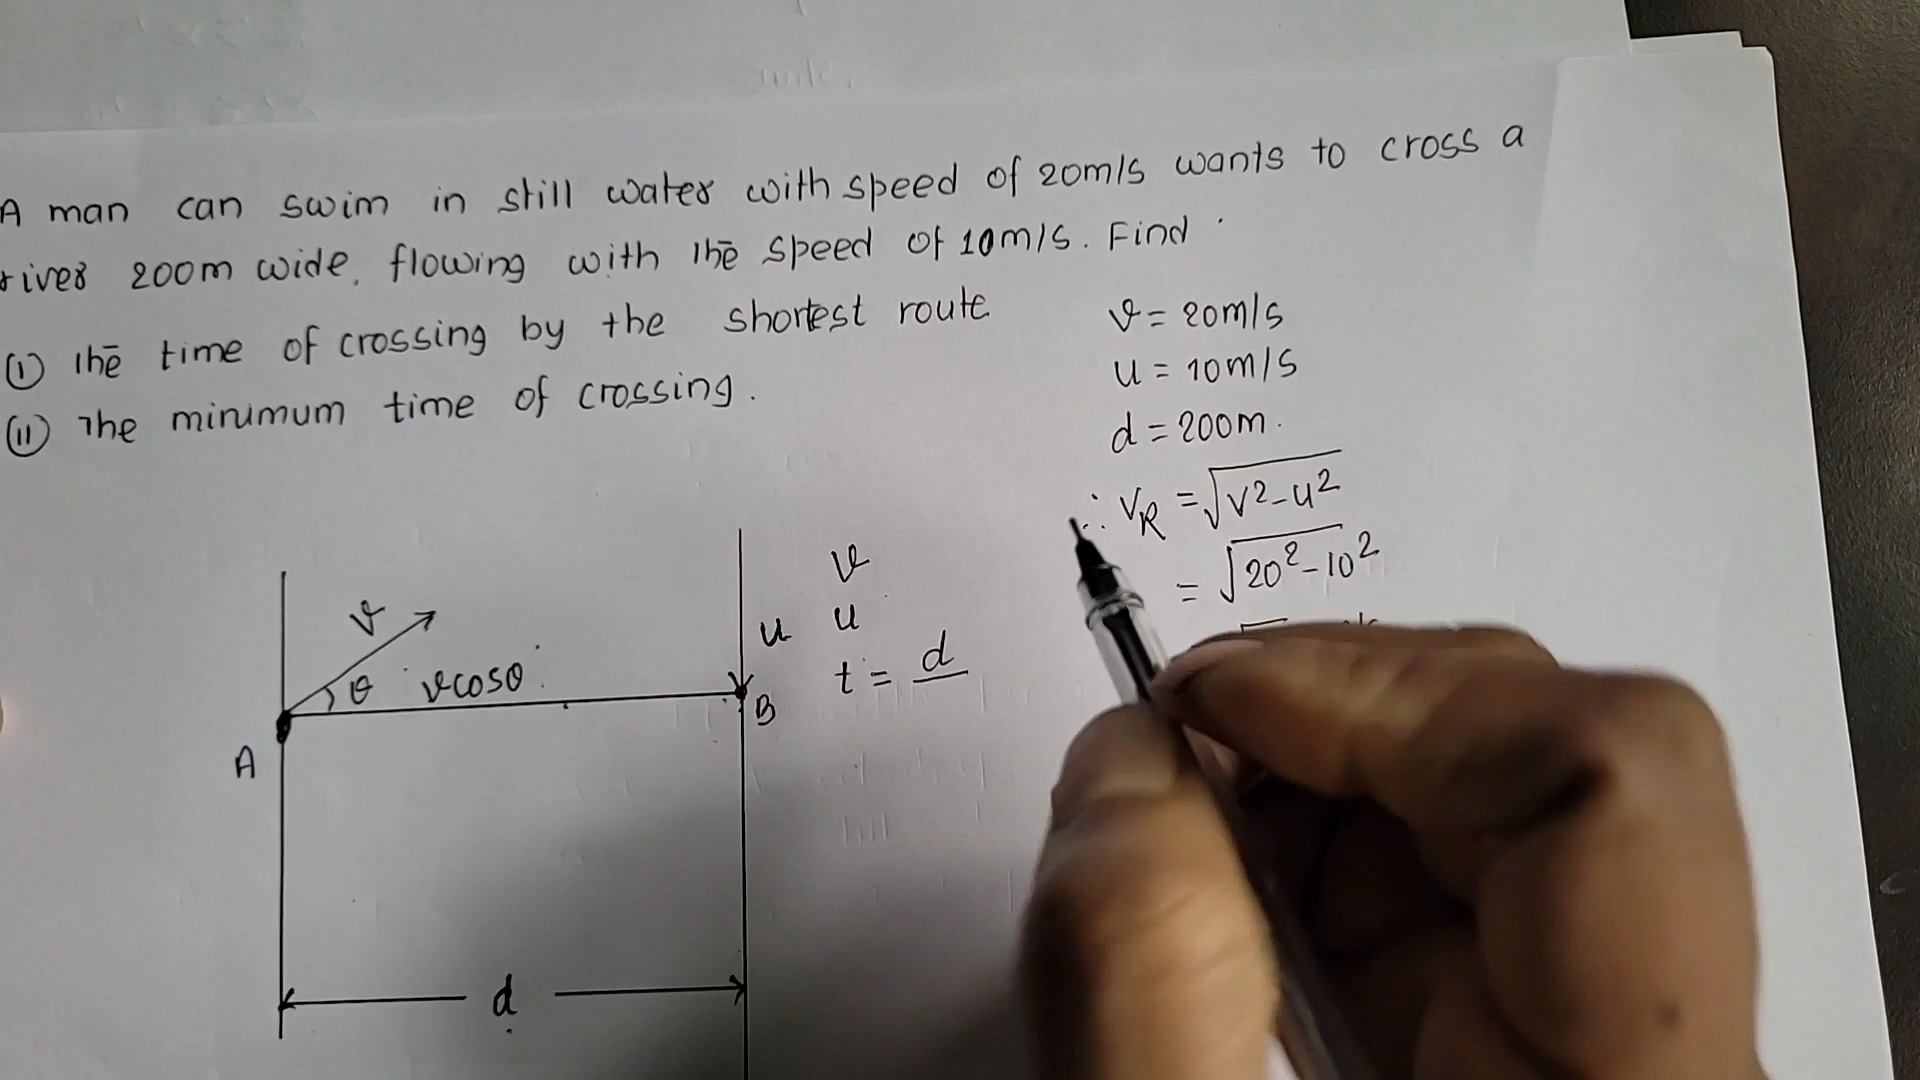 A man can swim in still water with speed of 20m/s wants to cross a
river 200m wide, flowing with the speed of 10m/s. Find
(I) The time of crossing by the shortest route
(II) The minimum time of crossing.
v = 20m/s
u = 10m/s
d = 200m.
∴ VR = √V²-u²
= √20²-10²
v
u
t = d
v
θ vcosθ
u
A
B
d